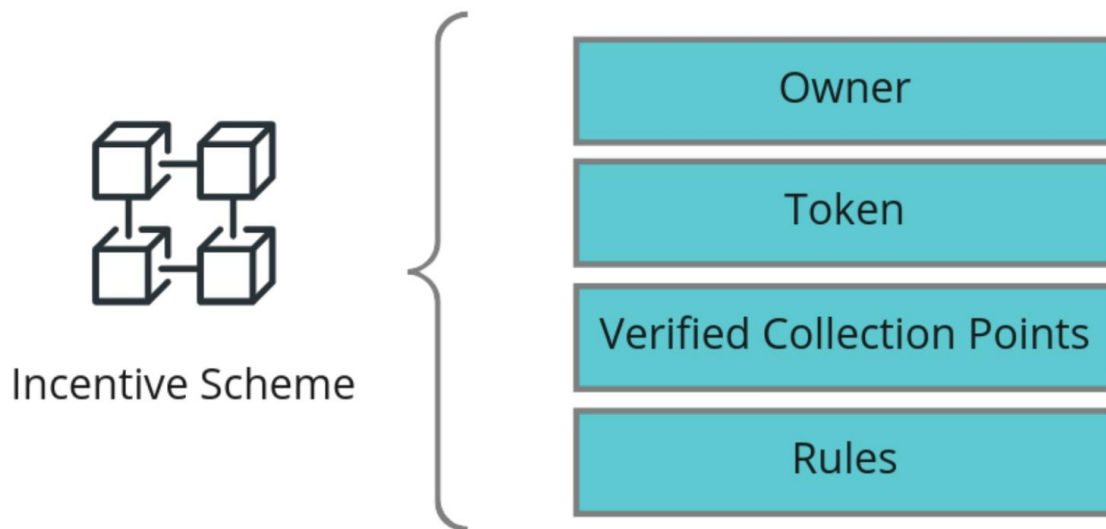 Incentive Scheme
Owner
Token
Verified Collection Points
Rules